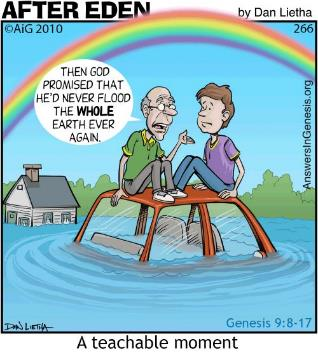 AFTER EDEN
by Dan Lietha
©AiG 2010
266
THEN GOD
PROMISED THAT
HE'D NEVER FLOOD
THE WHOLE
EARTH EVER
AGAIN.
AnswersInGenesis.org
DAN LIETHA
Genesis 9:8-17
A teachable moment